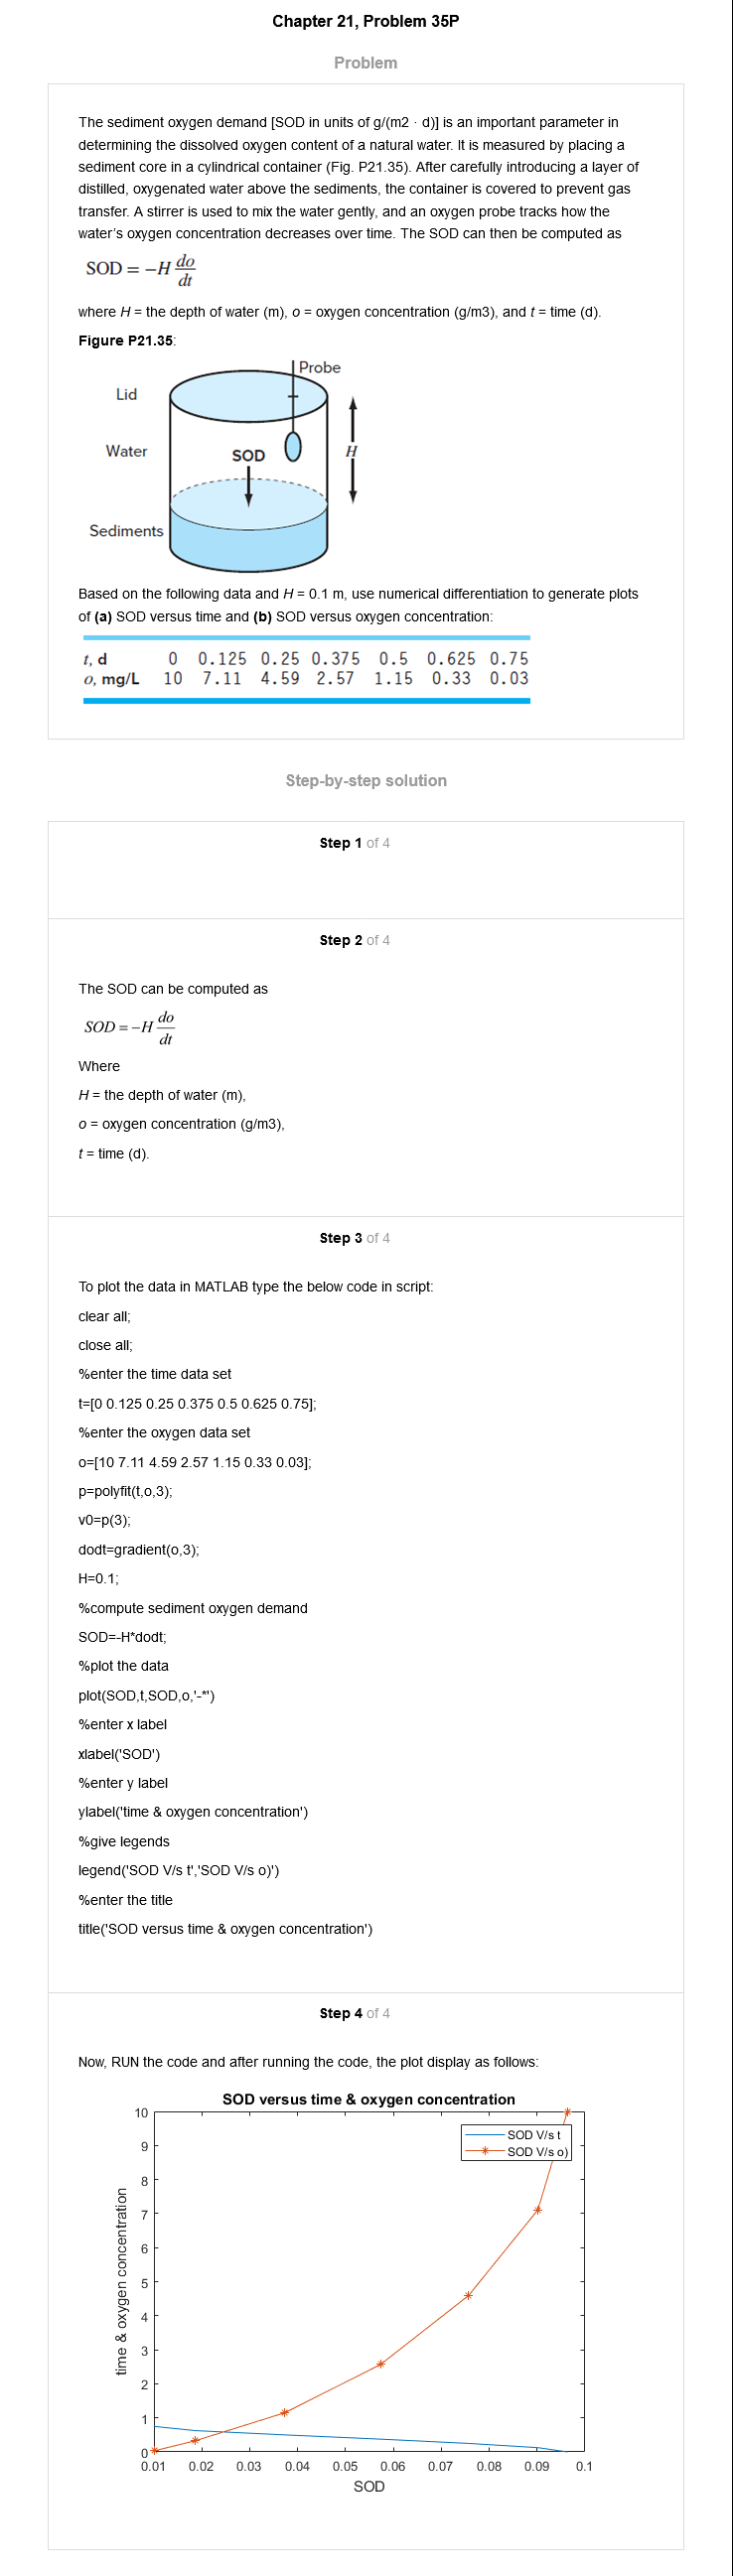 Chapter 21, Problem 35P
Problem
The sediment oxygen demand [SOD in units of g/(m2 · d)] is an important parameter in
determining the dissolved oxygen content of a natural water. It is measured by placing a
sediment core in a cylindrical container (Fig. P21.35). After carefully introducing a layer of
distilled, oxygenated water above the sediments, the container is covered to prevent gas
transfer. A stirrer is used to mix the water gently, and an oxygen probe tracks how the
water's oxygen concentration decreases over time. The SOD can then be computed as
SOD = −H do/dt
where H = the depth of water (m), o = oxygen concentration (g/m3), and t = time (d).
Figure P21.35:
Probe
Lid
Water
SOD
H
Sediments
Based on the following data and H = 0.1 m, use numerical differentiation to generate plots
of (a) SOD versus time and (b) SOD versus oxygen concentration:
t, d 0 0.125 0.25 0.375 0.5 0.625 0.75
o, mg/L 10 7.11 4.59 2.57 1.15 0.33 0.03
Step-by-step solution
Step 1 of 4
Step 2 of 4
The SOD can be computed as
SOD = −H do/dt
Where
H = the depth of water (m),
o = oxygen concentration (g/m3),
t = time (d).
Step 3 of 4
To plot the data in MATLAB type the below code in script:
clear all;
close all;
%enter the time data set
t=[0 0.125 0.25 0.375 0.5 0.625 0.75];
%enter the oxygen data set
o=[10 7.11 4.59 2.57 1.15 0.33 0.03];
p=polyfit(t,o,3);
v0=p(3);
dodt=gradient(o,3);
H=0.1;
%compute sediment oxygen demand
SOD=-H*dodt;
%plot the data
plot(SOD,t,SOD,o,'-*')
%enter x label
xlabel('SOD')
%enter y label
ylabel('time & oxygen concentration')
%give legends
legend('SOD V/s t','SOD V/s o)')
%enter the title
title('SOD versus time & oxygen concentration')
Step 4 of 4
Now, RUN the code and after running the code, the plot display as follows:
SOD versus time & oxygen concentration
SOD V/s t
SOD V/s o)
time & oxygen concentration
10
9
8
7
6
5
4
3
2
1
0
0.01 0.02 0.03 0.04 0.05 0.06 0.07 0.08 0.09 0.1
SOD